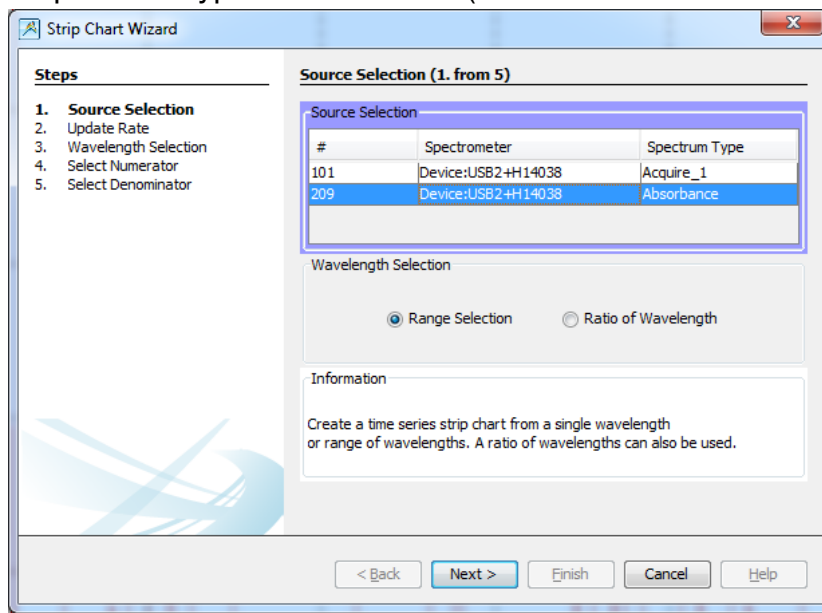 Strip Chart Wizard
Steps
1. Source Selection
2. Update Rate
3. Wavelength Selection
4. Select Numerator
5. Select Denominator
Source Selection (1. from 5)
Source Selection
# Spectrometer Spectrum Type
101 Device:USB2+H14038 Acquire_1
209 Device:USB2+H14038 Absorbance
Wavelength Selection
Range Selection Ratio of Wavelength
Information
Create a time series strip chart from a single wavelength
or range of wavelengths. A ratio of wavelengths can also be used.
< Back Next > Finish Cancel Help